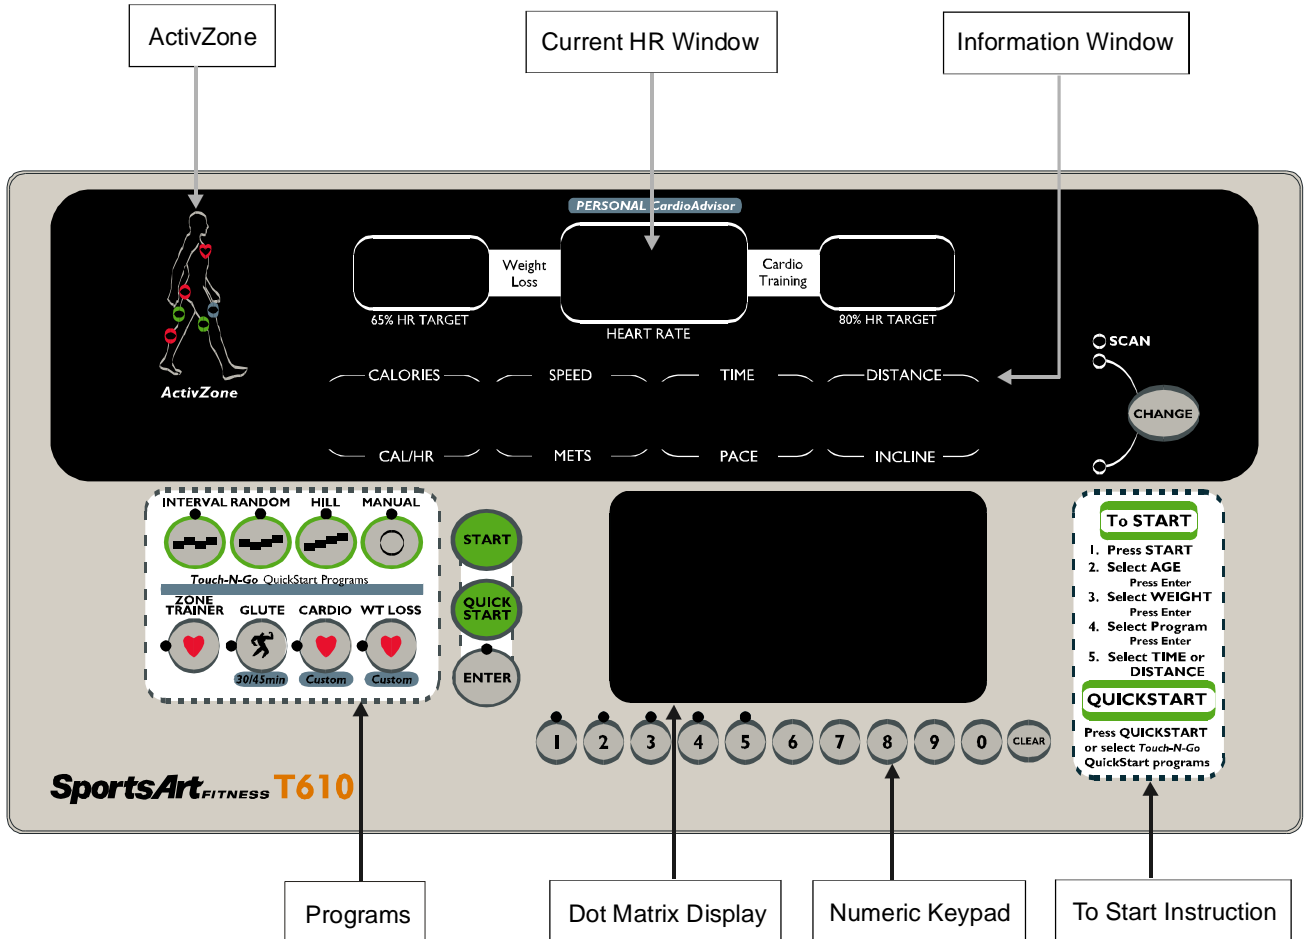 ActivZone
Current HR Window
Information Window
PERSONAL CardioAdvisor
Weight
Loss
Cardio
Training
65% HR TARGET
HEART RATE
80% HR TARGET
SCAN
CALORIES
SPEED
TIME
DISTANCE
ActivZone
CHANGE
CAL/HR
METS
PACE
INCLINE
INTERVAL
RANDOM
HILL
MANUAL
Touch-N-Go QuickStart Programs
ZONE
TRAINER
GLUTE
CARDIO
WT LOSS
30/45min
Custom
Custom
START
QUICK
START
ENTER
To START
1. Press START
2. Select AGE
Press Enter
3. Select WEIGHT
Press Enter
4. Select Program
Press Enter
5. Select TIME or
DISTANCE
QUICKSTART
Press QUICKSTART
or select Touch-N-Go
QuickStart programs
1 2 3 4 5 6 7 8 9 0 CLEAR
SportsArt FITNESS T610
Programs
Dot Matrix Display
Numeric Keypad
To Start Instruction